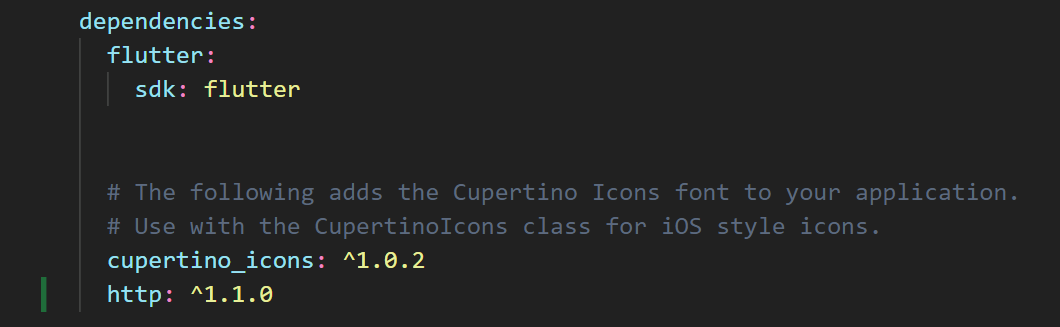 dependencies:
  flutter:
    sdk: flutter
  # The following adds the Cupertino Icons font to your application.
  # Use with the CupertinoIcons class for iOS style icons.
  cupertino_icons: ^1.0.2
  http: ^1.1.0